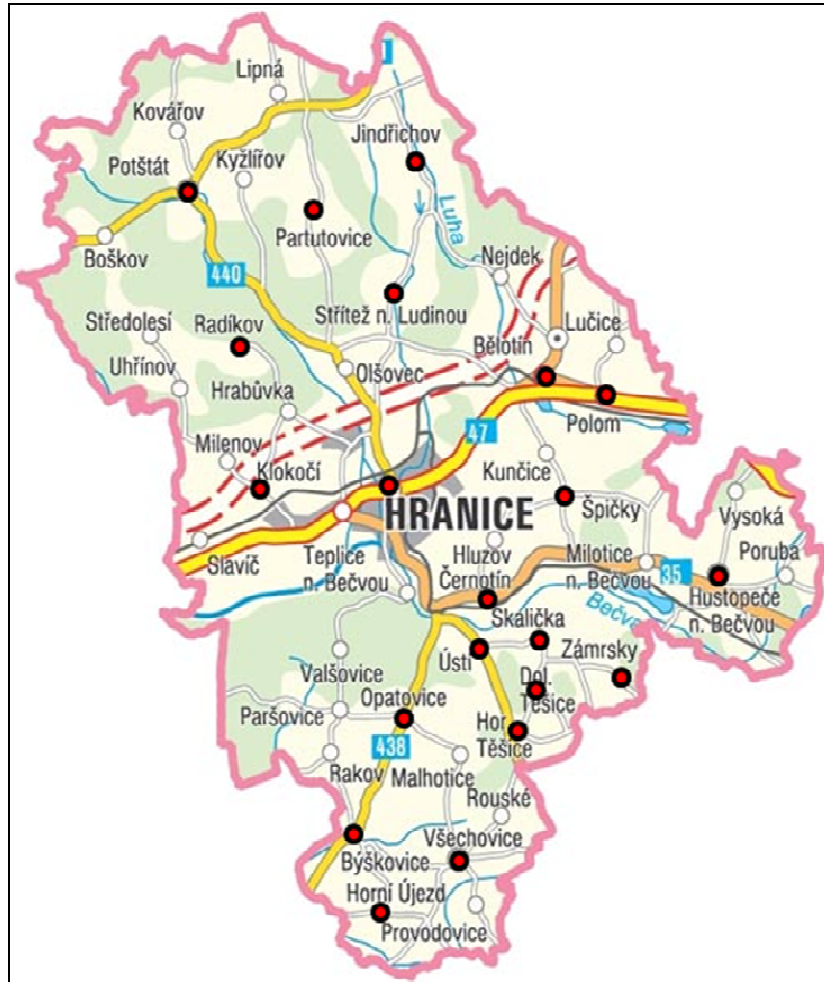 Lipná
Kovářov
Jindřichov
Potštát
Kyžlířov
Luha
Partutovice
Nejdek
Boškov
440
Středolesí
Radíkov
Střítež n. Ludinou
Lučice
Bělotín
Uhřínov
Olšovec
Hrabůvka
Polom
47
Milenov
Klokočí
Kunčice
HRANICE
Špičky
Vysoká
Slavíč
Teplice
n. Bečvou
Hluzov
Milotice
n. Bečvou
35
Poruba
Černotín
Hustopeče
n. Bečvou
Skalička
Zámrsky
Ústí
Valšovice
Dol.
Těšice
Opatovice
Paršovice
Hor.
Těšice
438
Rakov
Malhotice
Rouské
Všechovice
Býškovice
Horní Újezd
Provodovice